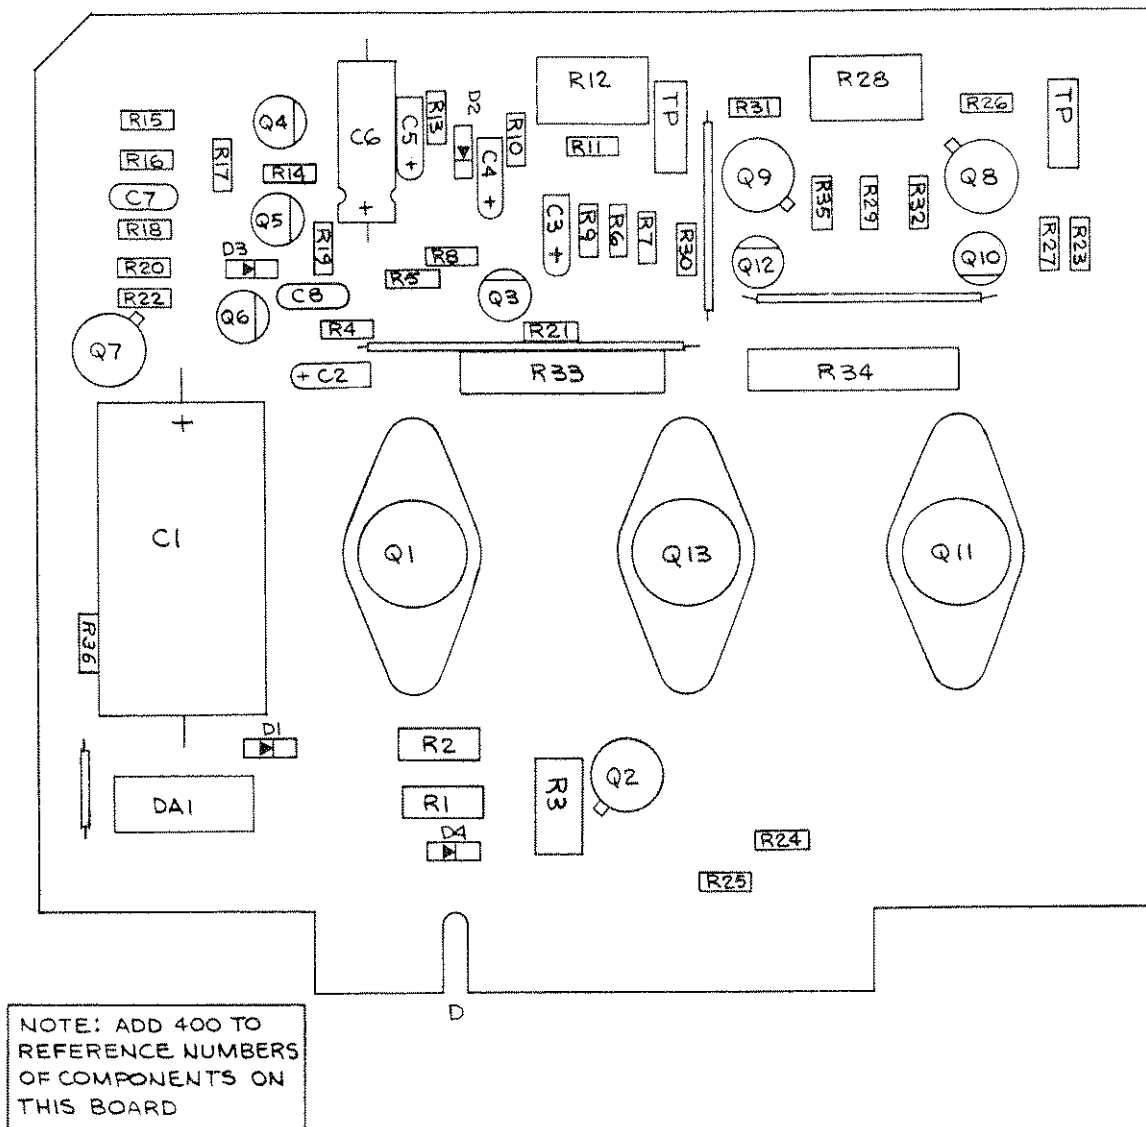 R12
R28
D2
R15
Q4
C6
C5
+
R13
R10
TP
R31
R26
TP
R16
R17
R14
C4
+
R11
Q9
Q8
C7
Q5
+
R18
R19
C3
+
R9
R6
R7
R30
R35
R29
R32
R27
R23
D3
R20
R8
R5
Q12
Q10
R22
Q6
C8
Q3
Q7
R4
R21
+ C2
R33
R34
+
C1
Q1
Q13
Q11
R36
D1
R2
DA1
R1
R3
Q2
D4
R24
R25
D
NOTE: ADD 400 TO
REFERENCE NUMBERS
OF COMPONENTS ON
THIS BOARD